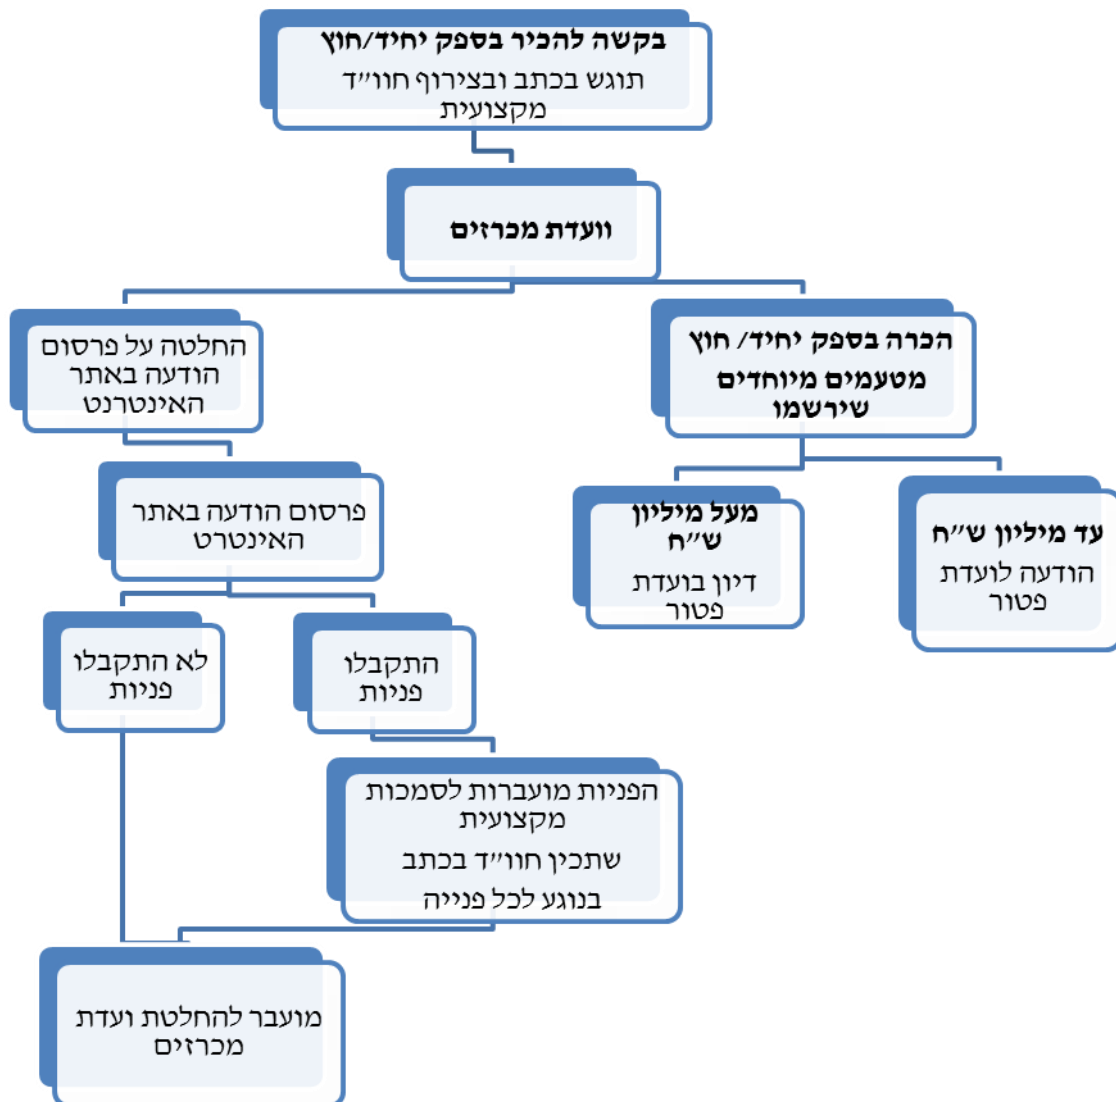 בקשה להכיר בספק יחיד/חוץ
תוגש בכתב ובצירוף חוו״ד
מקצועית
וועדת מכרזים
הכרה בספק יחיד/ חוץ
מטעמים מיוחדים
שירשמו
החלטה על פרסום
הודעה באתר
האינטרנט
עד מיליון ש״ח
הודעה לועדת
פטור
מעל מיליון
ש״ח
דיון בועדת
פטור
פרסום הודעה באתר
האינטרט
התקבלו
פניות
לא התקבלו
פניות
הפניות מועברות לסמכות
מקצועית
שתכין חוו״ד בכתב
בנוגע לכל פנייה
מועבר להחלטת ועדת
מכרזים